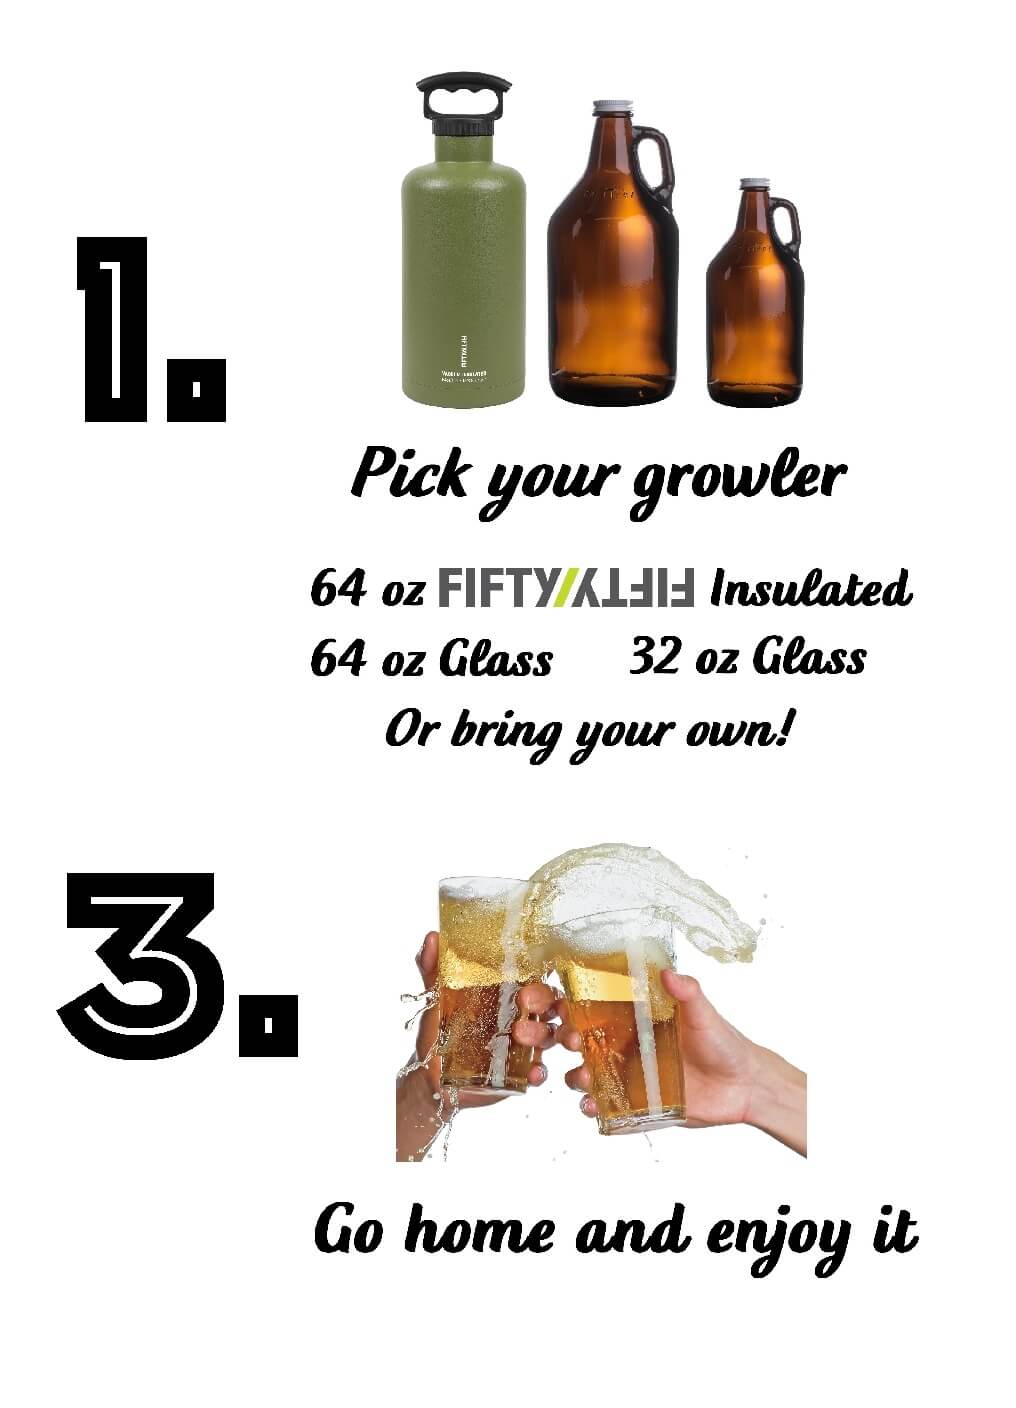 1.
Pick your growler
64 oz FIFTY/YTFIF Insulated
64 oz Glass 32 oz Glass
Or bring your own!
3.
Go home and enjoy it